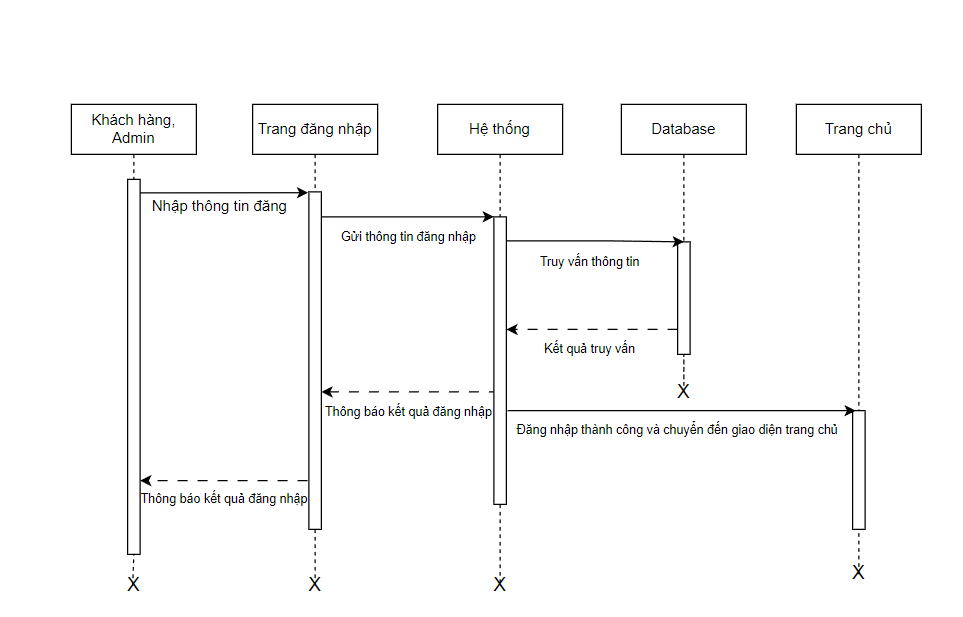 Khách hàng,
Admin
Trang đăng nhập
Hệ thống
Database
Trang chủ
Nhập thông tin đăng
Gửi thông tin đăng nhập
Truy vấn thông tin
Kết quả truy vấn
X
Thông báo kết quả đăng nhập
Đăng nhập thành công và chuyển đến giao diện trang chủ
Thông báo kết quả đăng nhập
X
X
X
X